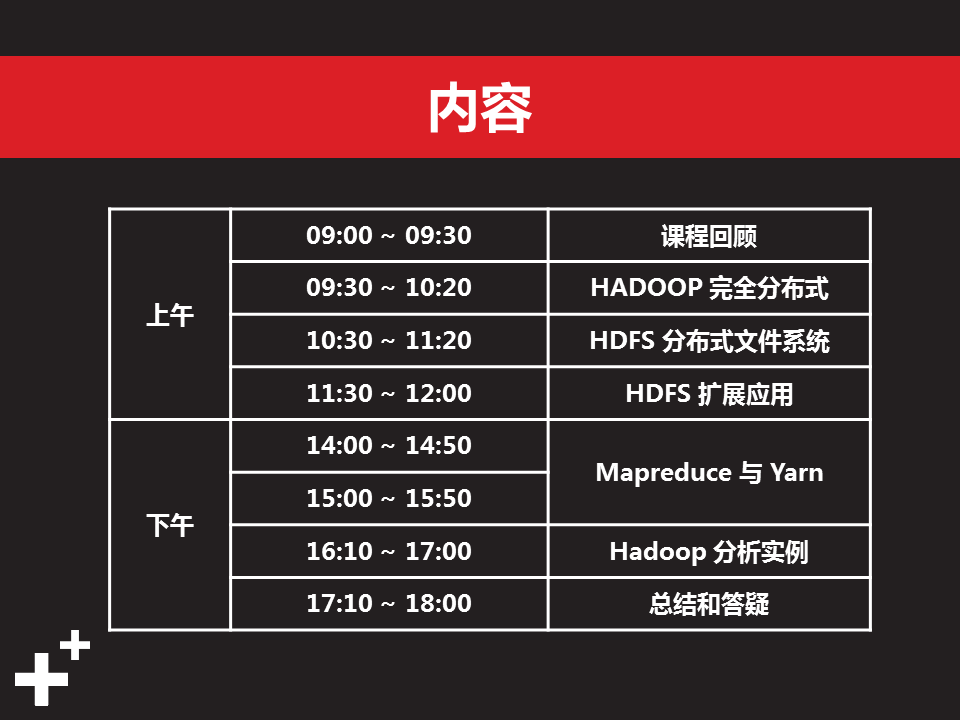 内容
上午
09:00 ~ 09:30 课程回顾
09:30 ~ 10:20 HADOOP 完全分布式
10:30 ~ 11:20 HDFS 分布式文件系统
11:30 ~ 12:00 HDFS 扩展应用
下午
14:00 ~ 14:50 Mapreduce 与 Yarn
15:00 ~ 15:50
16:10 ~ 17:00 Hadoop 分析实例
17:10 ~ 18:00 总结和答疑